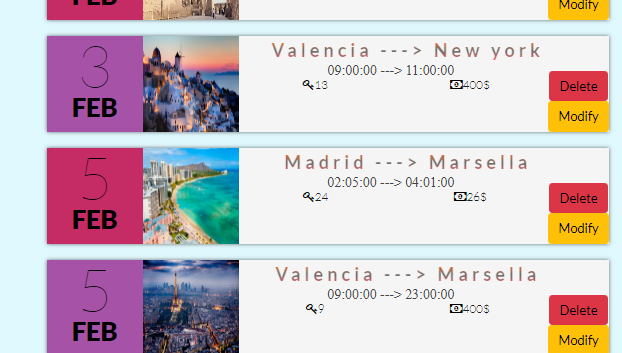 FEB
Modify
3
FEB
Valencia ---> New york
09:00:00 ---> 11:00:00
13 400$
Delete
Modify
5
FEB
Madrid ---> Marsella
02:05:00 ---> 04:01:00
24 26$
Delete
Modify
5
FEB
Valencia ---> Marsella
09:00:00 ---> 23:00:00
9 400$
Delete
Modify